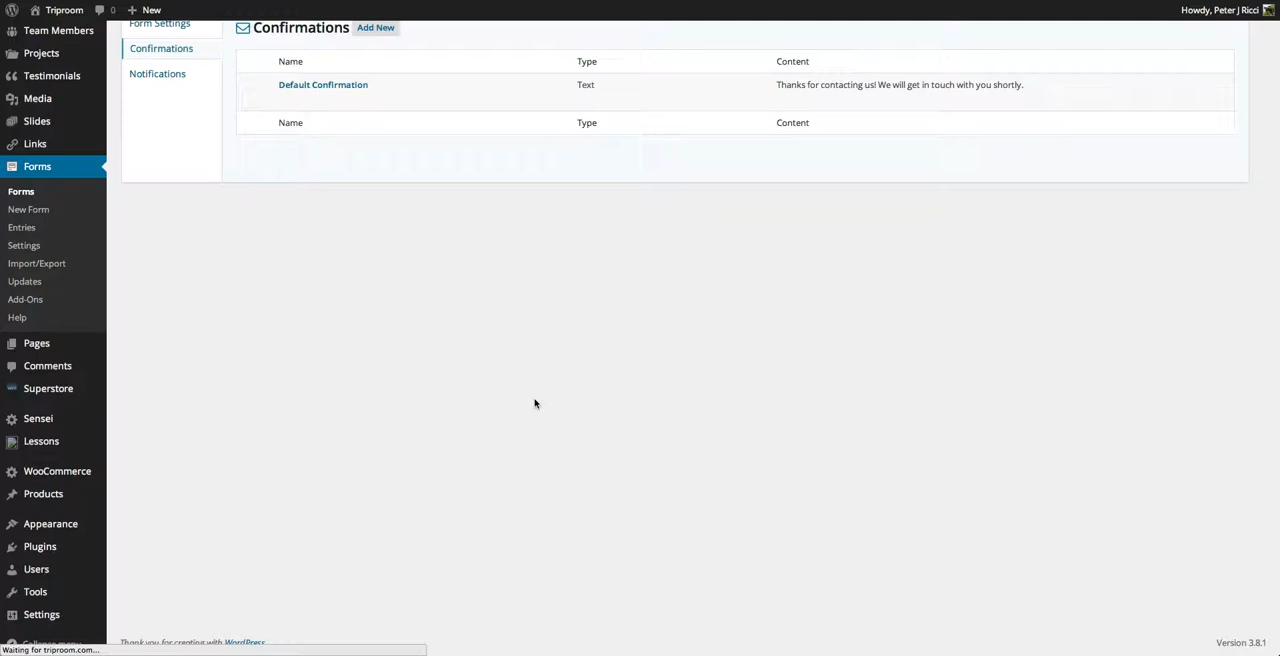 Triproom 0 New Howdy, Peter J Ricci
Form Settings
Confirmations
Notifications
Confirmations Add New
Name Type Content
Default Confirmation Text Thanks for contacting us! We will get in touch with you shortly.
Name Type Content
Team Members
Projects
Testimonials
Media
Slides
Links
Forms
Forms
New Form
Entries
Settings
Import/Export
Updates
Add-Ons
Help
Pages
Comments
Superstore
Sensei
Lessons
WooCommerce
Products
Appearance
Plugins
Users
Tools
Settings
Collapse menu
Thank you for creating with WordPress Version 3.8.1
Waiting for triproom.com...